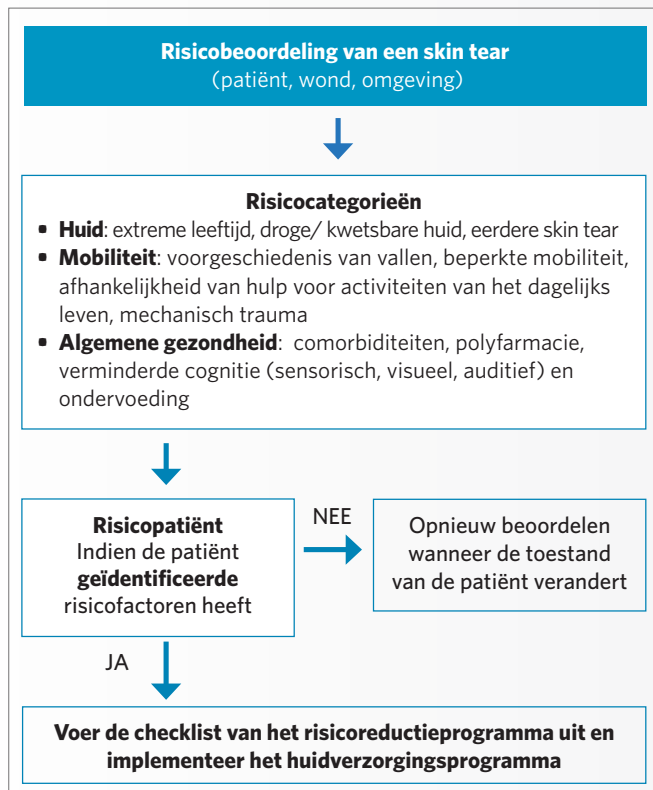 Risicobeoordeling van een skin tear
(patiënt, wond, omgeving)
Risicocategorieën
• Huid: extreme leeftijd, droge/ kwetsbare huid, eerdere skin tear
• Mobiliteit: voorgeschiedenis van vallen, beperkte mobiliteit,
afhankelijkheid van hulp voor activiteiten van het dagelijks
leven, mechanisch trauma
• Algemene gezondheid: comorbiditeiten, polyfarmacie,
verminderde cognitie (sensorisch, visueel, auditief) en
ondervoeding
Risicopatiënt
Indien de patiënt
geïdentificeerde
risicofactoren heeft
NEE
Opnieuw beoordelen
wanneer de toestand
van de patiënt verandert
JA
Voer de checklist van het risicoreductieprogramma uit en
implementeer het huidverzorgingsprogramma